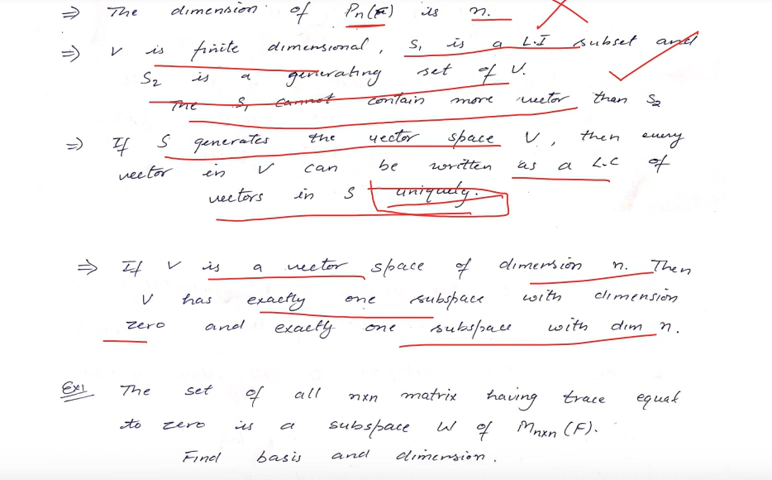 ⇒ The dimension of Pn(F) is n.
⇒ V is finite dimensional, S₁ is a L.I subset and
S₂ is a generating set of V.
The S₁ cannot contain more vector than S₂
⇒ If S generates the vector space V, then every
vector in V can be written as a L.C of
vectors in S uniquely.
⇒ If V is a vector space of dimension n. Then
V has exactly one subspace with dimension
zero and exactly one subspace with dim n.
Ex1 The set of all nxn matrix having trace equal
to zero is a subspace W of Mnxn (F).
Find basis and dimension.